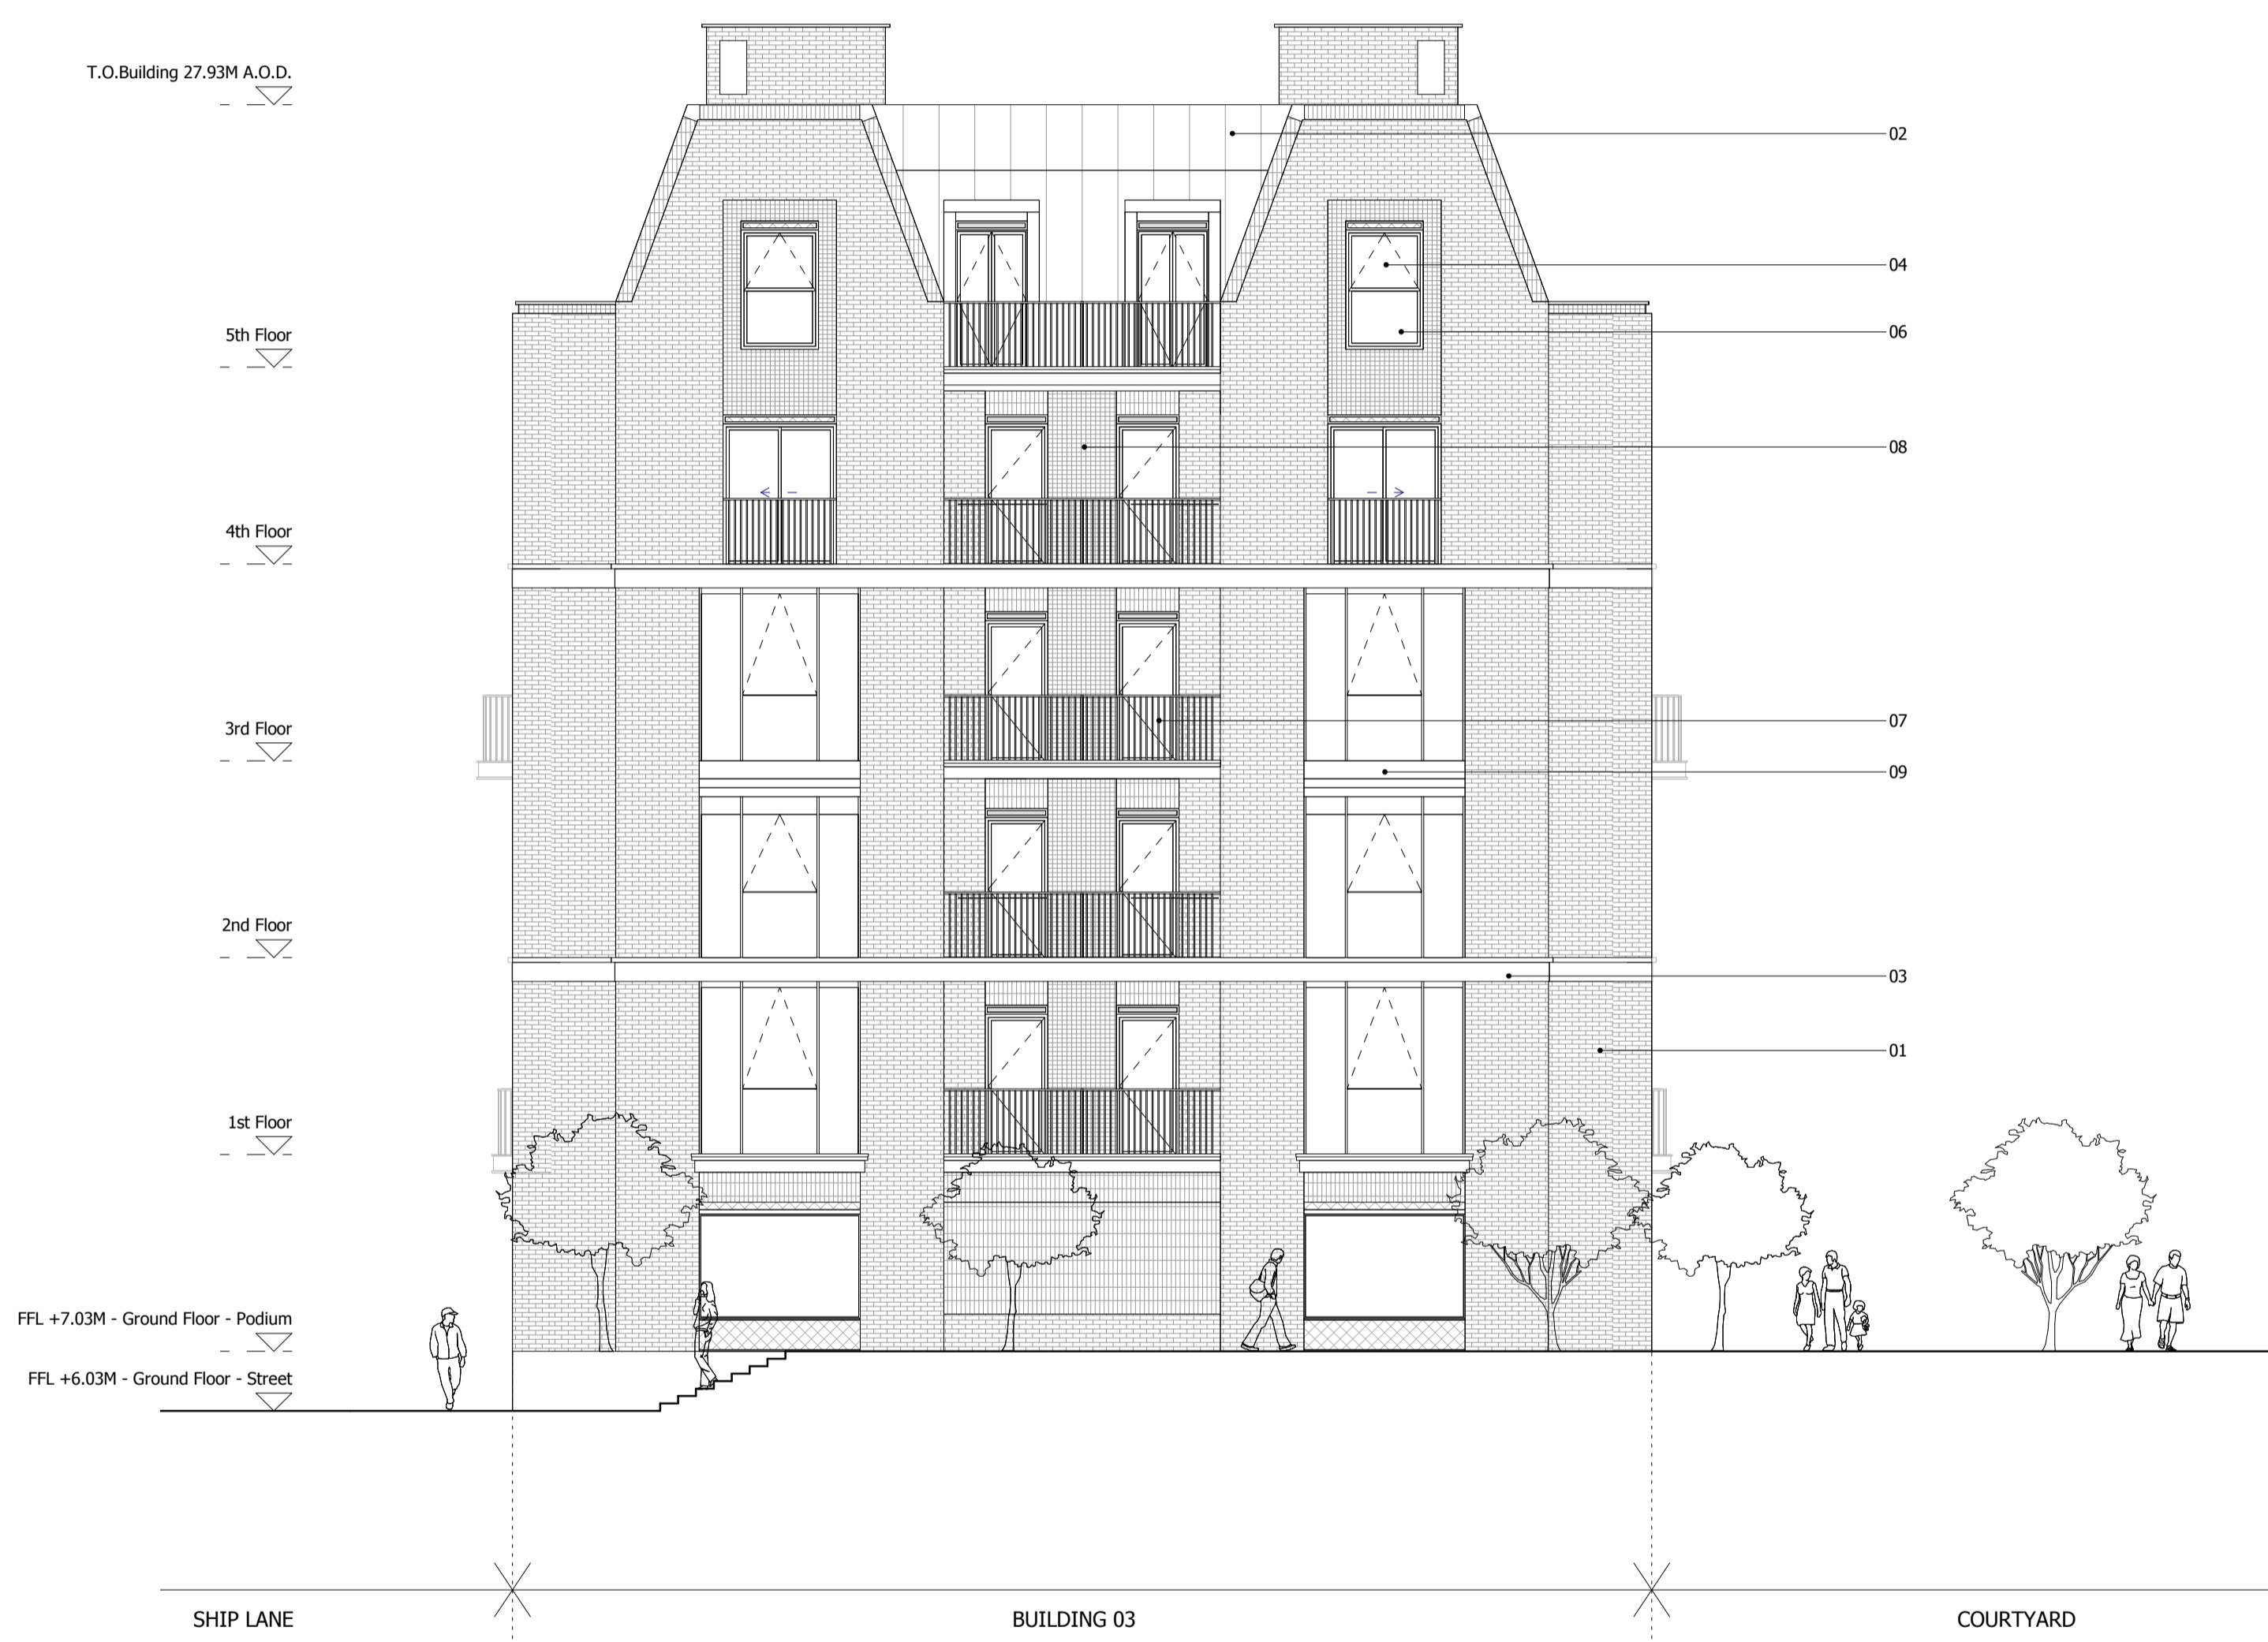 T.O.Building 27.93M A.O.D.
02
04
5th Floor
06
08
4th Floor
3rd Floor
07
09
2nd Floor
03
01
1st Floor
FFL +7.03M - Ground Floor - Podium
FFL +6.03M - Ground Floor - Street
SHIP LANE
BUILDING 03
COURTYARD